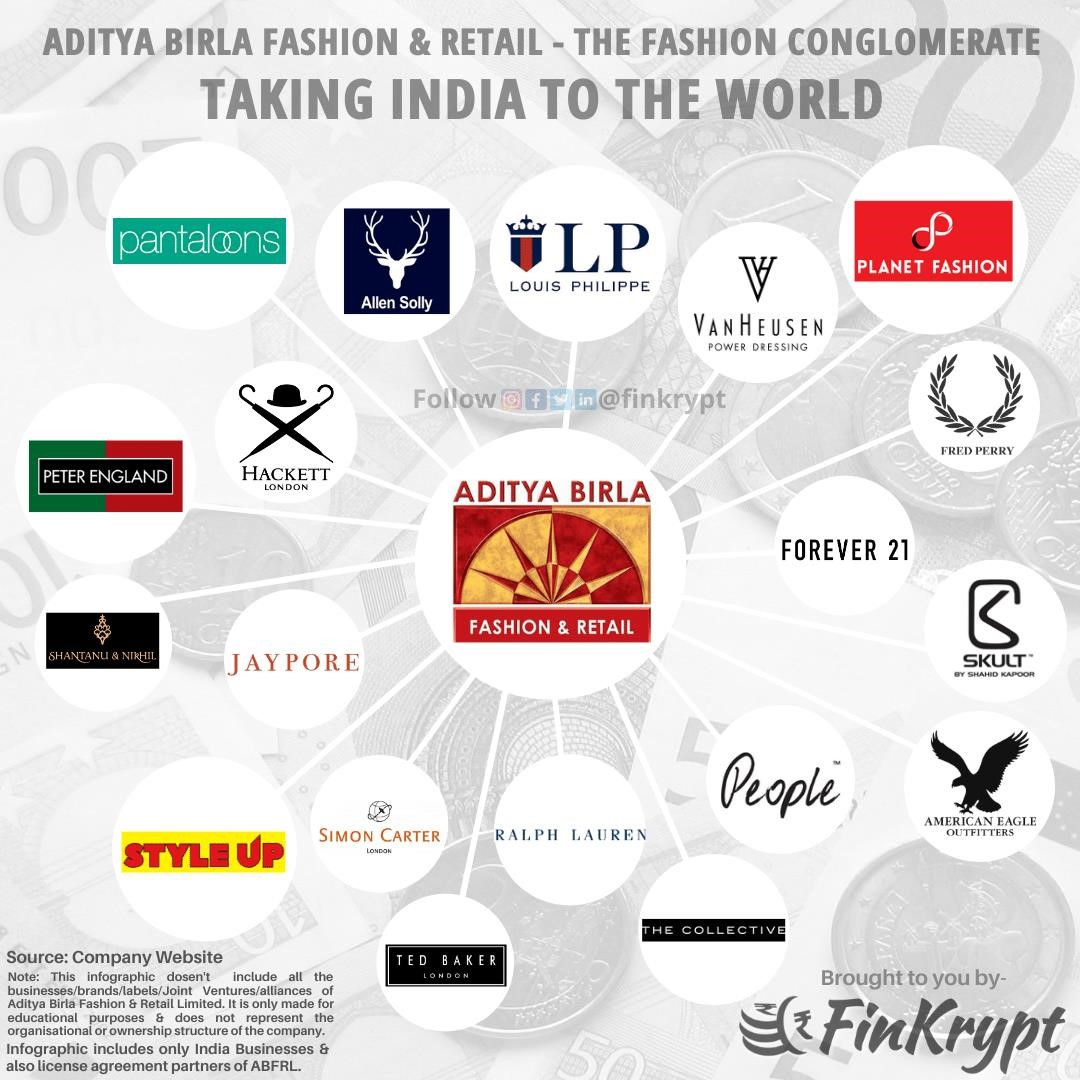 ADITYA BIRLA FASHION & RETAIL - THE FASHION CONGLOMERATE
TAKING INDIA TO THE WORLD
pantaloons
Allen Solly
LP
LOUIS PHILIPPE
VANHEUSEN
POWER DRESSING
PLANET FASHION
Follow @finkrypt
FRED PERRY
HACKETT
LONDON
PETER ENGLAND
ADITYA BIRLA
FASHION & RETAIL
FOREVER 21
SKULT™
BY SHAHID KAPOOR
SHANTANU & NIKHIL
JAYPORE
People™
AMERICAN EAGLE
OUTFITTERS
STYLE UP
SIMON CARTER
LONDON
RALPH LAUREN
THE COLLECTIVE
TED BAKER
LONDON
Source: Company Website
Note: This infographic dosen't include all the
businesses/brands/labels/Joint Ventures/alliances of
Aditya Birla Fashion & Retail Limited. It is only made for
educational purposes & does not represent the
organisational or ownership structure of the company.
Infographic includes only India Businesses &
also license agreement partners of ABFRL.
Brought to you by-
FinKrypt